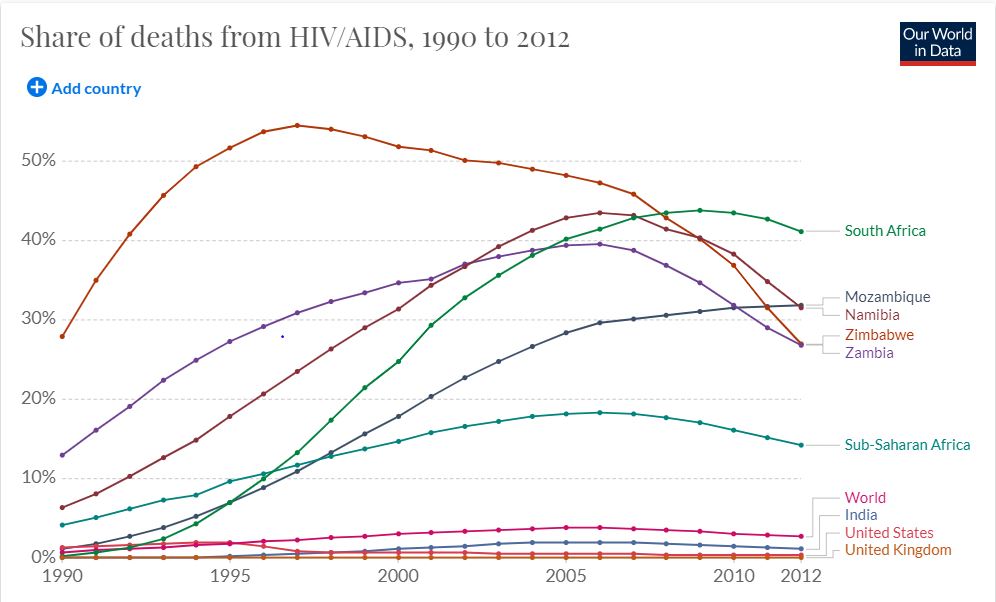 Share of deaths from HIV/AIDS, 1990 to 2012
Our World
in Data
Add country
50%
40%
30%
20%
10%
0%
1990
1995
2000
2005
2010
2012
South Africa
Mozambique
Namibia
Zimbabwe
Zambia
Sub-Saharan Africa
World
India
United States
United Kingdom